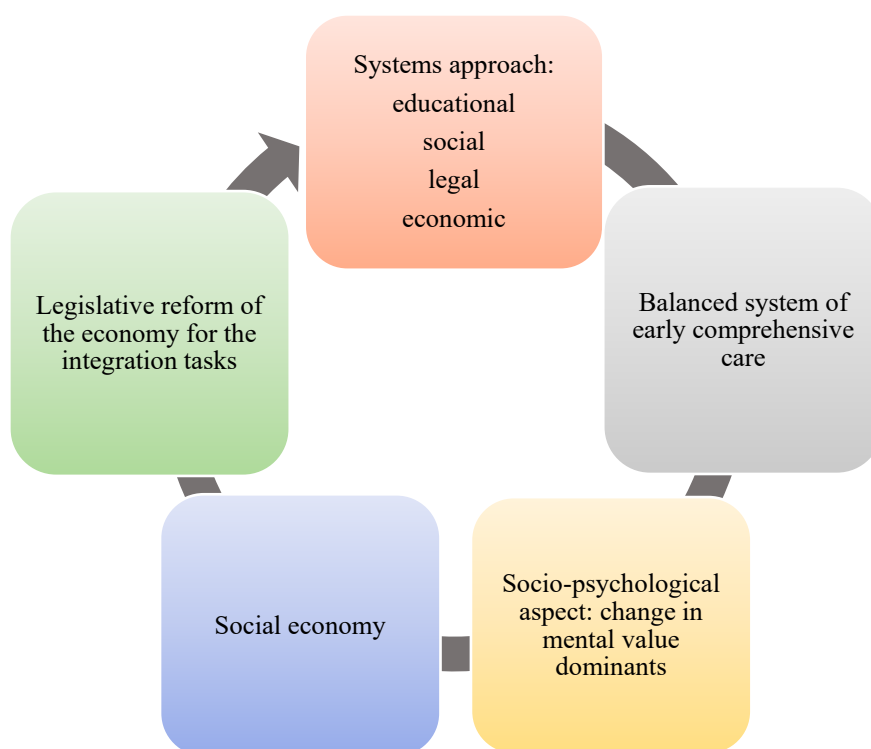 Systems approach:
educational
social
legal
economic
Balanced system of
early comprehensive
care
Socio-psychological
aspect: change in
mental value
dominants
Social economy
Legislative reform of
the economy for the
integration tasks